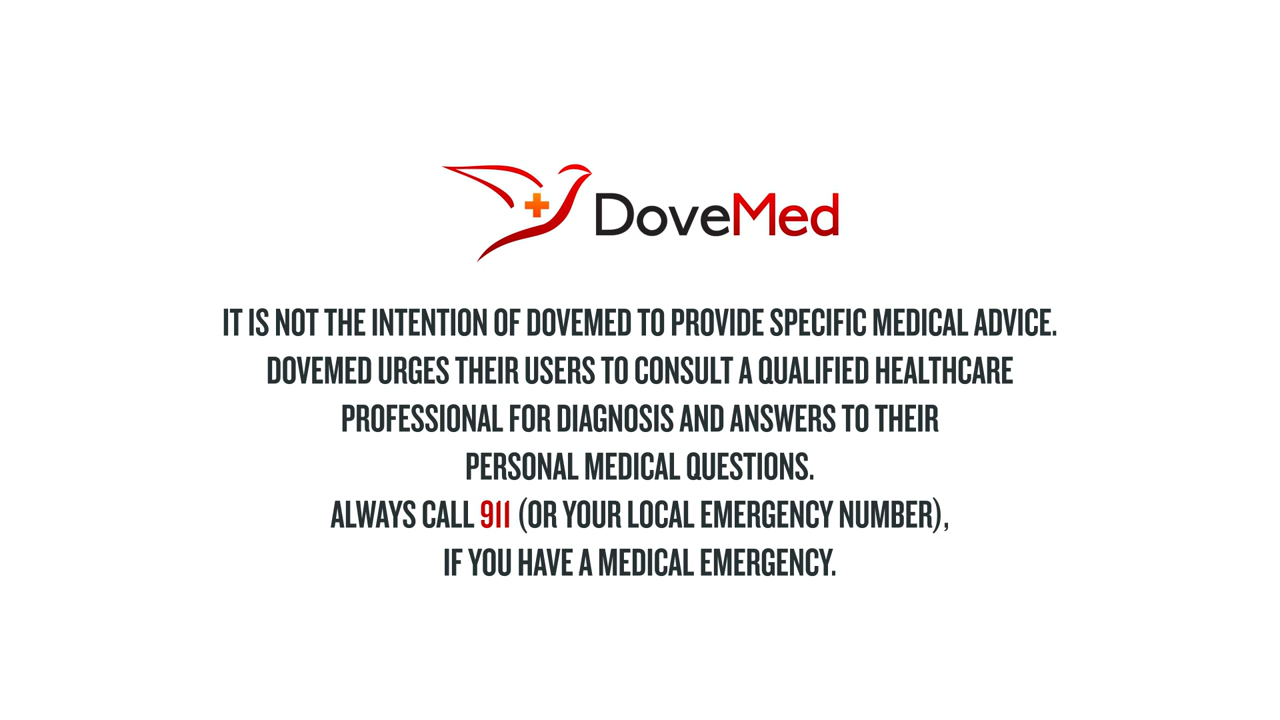 DoveMed
IT IS NOT THE INTENTION OF DOVEMED TO PROVIDE SPECIFIC MEDICAL ADVICE.
DOVEMED URGES THEIR USERS TO CONSULT A QUALIFIED HEALTHCARE
PROFESSIONAL FOR DIAGNOSIS AND ANSWERS TO THEIR
PERSONAL MEDICAL QUESTIONS.
ALWAYS CALL 911 (OR YOUR LOCAL EMERGENCY NUMBER),
IF YOU HAVE A MEDICAL EMERGENCY.